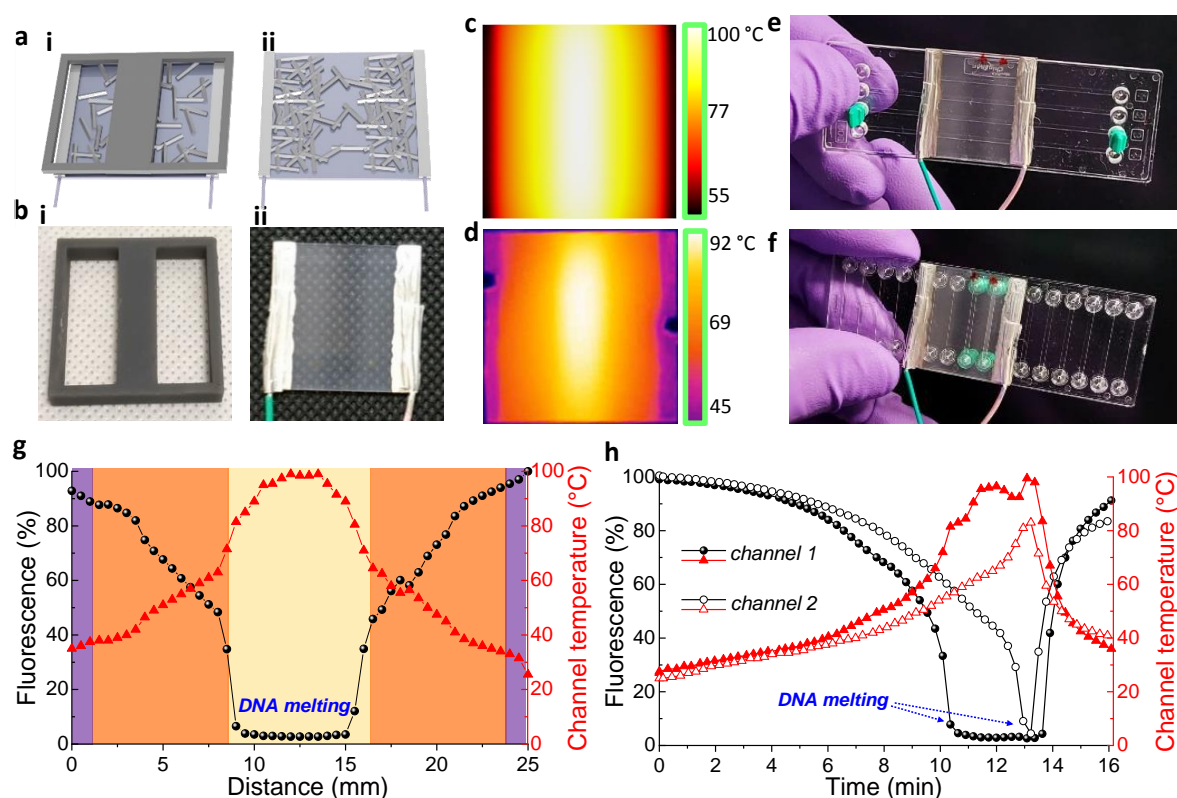 a
i
ii
b
i
ii
c
100 °C
77
55
d
92 °C
69
45
e
f
g
Fluorescence (%)
100
80
60
40
20
0
DNA melting
100
80
60
40
20
0
Channel temperature (°C)
0 5 10 15 20 25
Distance (mm)
h
Fluorescence (%)
100
80
60
40
20
0
channel 1
channel 2
DNA melting
100
80
60
40
20
0
Channel temperature (°C)
0 2 4 6 8 10 12 14 16
Time (min)